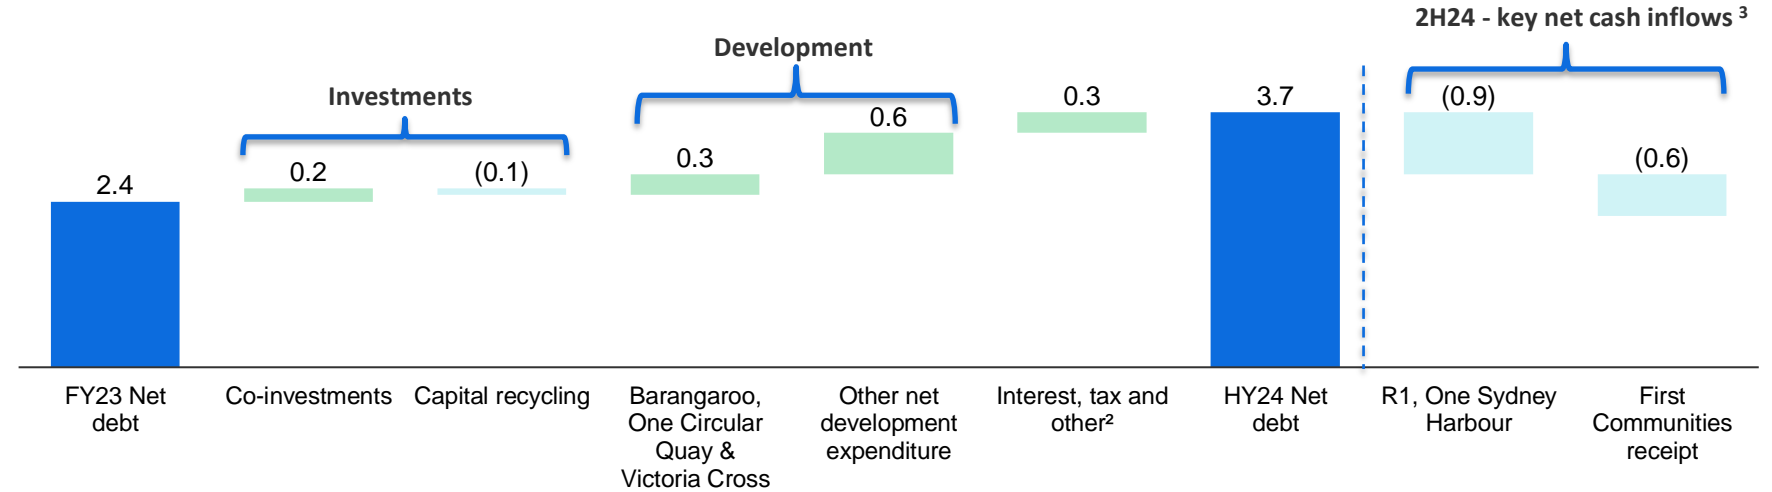 2H24 - key net cash inflows ³
Development
Investments
2.4
0.2
(0.1)
0.3
0.6
0.3
3.7
(0.9)
(0.6)
FY23 Net
debt
Co-investments
Capital recycling
Barangaroo,
One Circular
Quay &
Victoria Cross
Other net
development
expenditure
Interest, tax and
other²
HY24 Net
debt
R1, One Sydney
Harbour
First
Communities
receipt